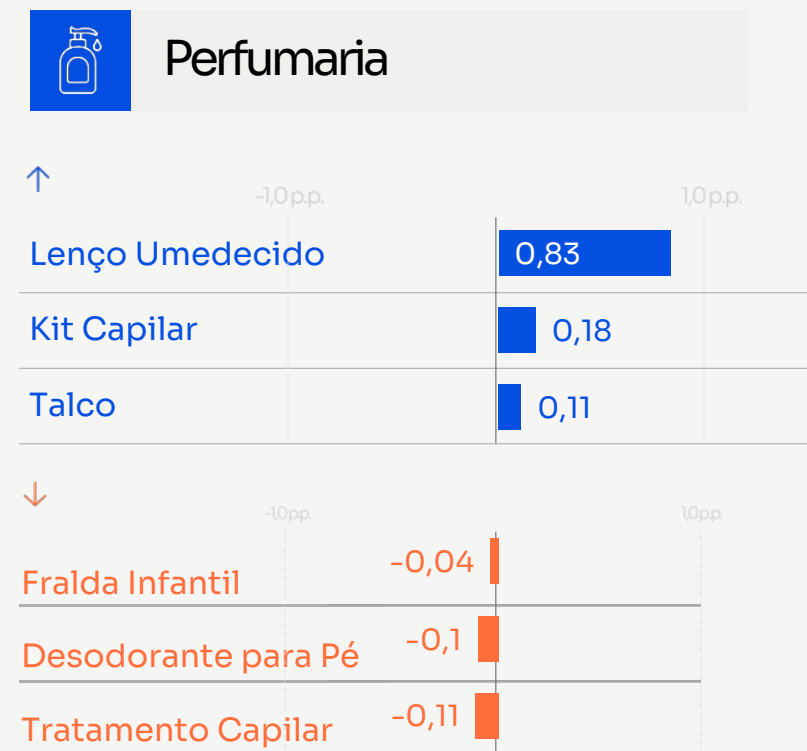 Perfumaria
↑
-1,0 p.p. 1,0 p.p.
Lenço Umedecido 0,83
Kit Capilar 0,18
Talco 0,11
↓
-1,0 p.p. 1,0 p.p.
Fralda Infantil -0,04
Desodorante para Pé -0,1
Tratamento Capilar -0,11